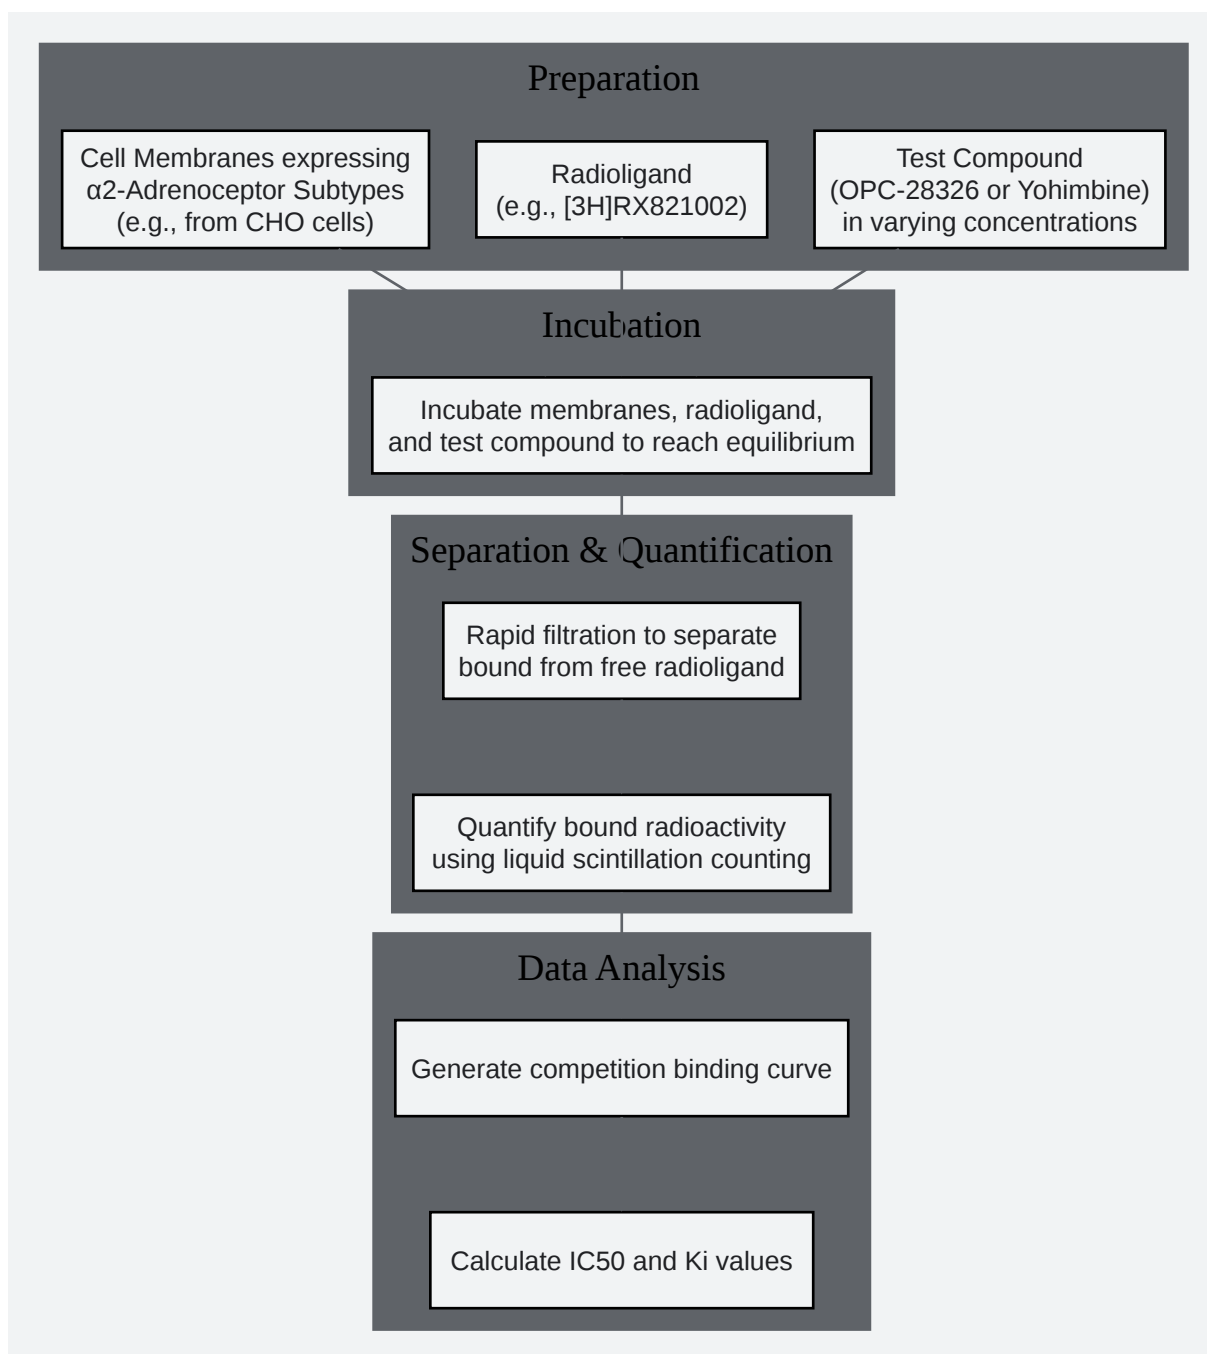 Preparation
Cell Membranes expressing
α2-Adrenoceptor Subtypes
(e.g., from CHO cells)
Radioligand
(e.g., [3H]RX821002)
Test Compound
(OPC-28326 or Yohimbine)
in varying concentrations
Incubation
Incubate membranes, radioligand,
and test compound to reach equilibrium
Separation & Quantification
Rapid filtration to separate
bound from free radioligand
Quantify bound radioactivity
using liquid scintillation counting
Data Analysis
Generate competition binding curve
Calculate IC50 and Ki values